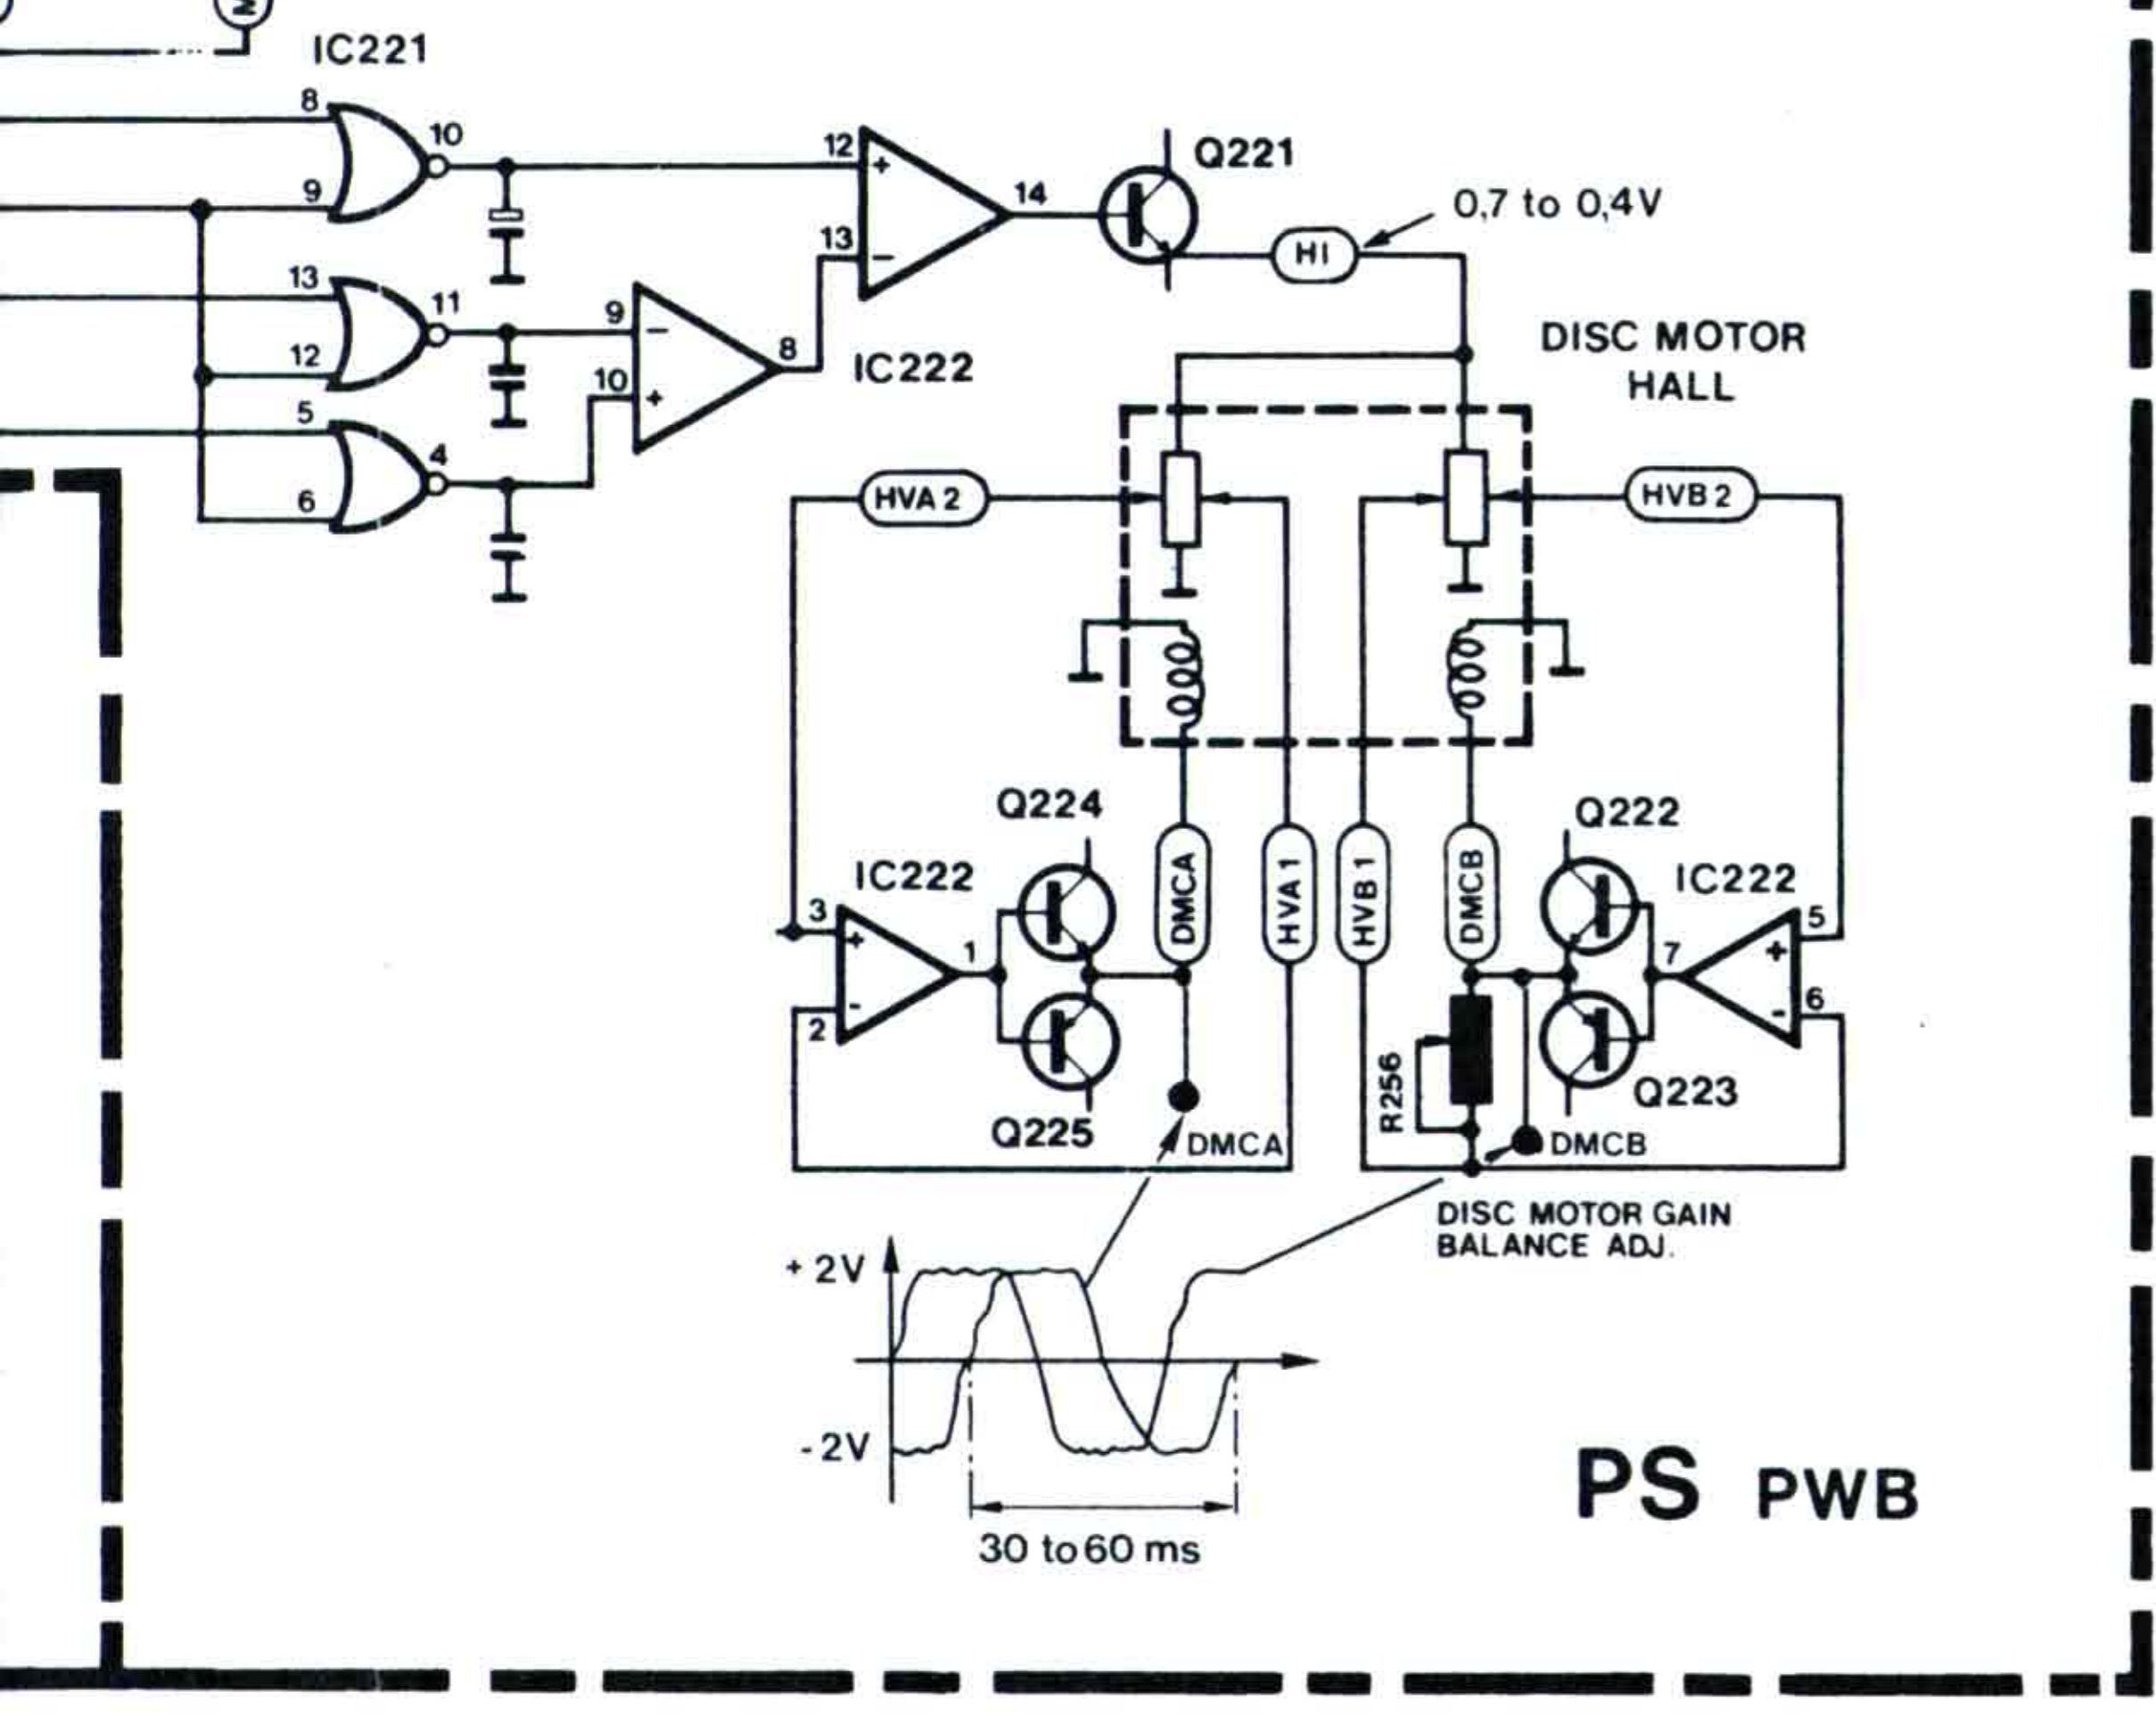 M
IC221
8
10
9
12
14
13
Q221
0,7 to 0,4V
HI
13
11
12
9
8
10
IC222
DISC MOTOR
HALL
5
4
6
HVA 2
HVB 2
Q224
Q222
IC222
DMCA
HVA 1
HVB 1
DMCB
IC222
3
+
1
-
2
5
+
7
6
-
Q225
DMCA
R256
Q223
DMCB
DISC MOTOR GAIN
BALANCE ADJ.
+ 2V
- 2V
30 to 60 ms
PS PWB